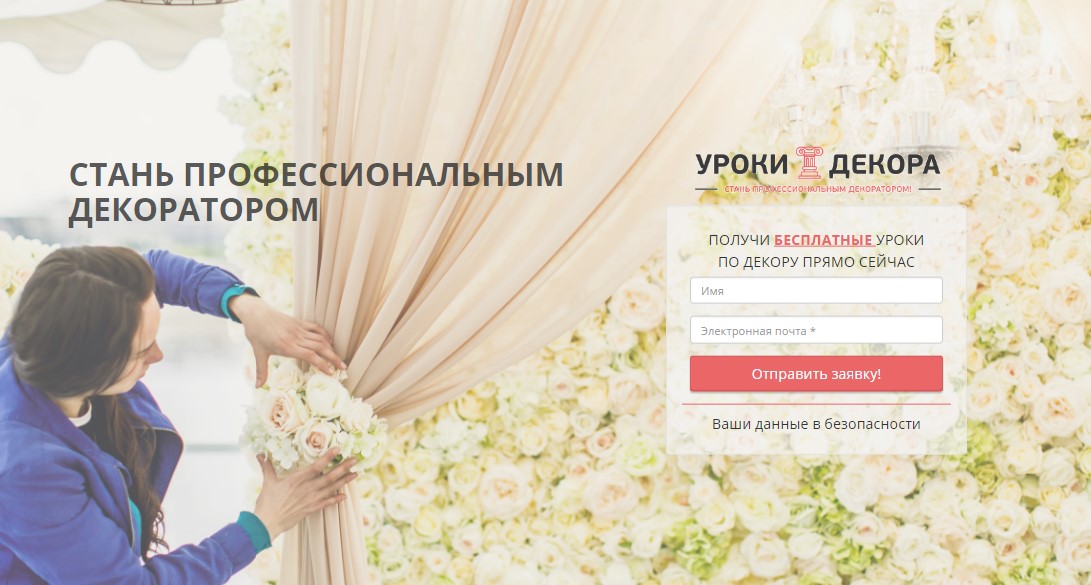 СТАНЬ ПРОФЕССИОНАЛЬНЫМ
ДЕКОРАТОРОМ
УРОКИ ДЕКОРА
СТАНЬ ПРОФЕССИОНАЛЬНЫМ ДЕКОРАТОРОМ!
ПОЛУЧИ БЕСПЛАТНЫЕ УРОКИ
ПО ДЕКОРУ ПРЯМО СЕЙЧАС
Имя
Электронная почта *
Отправить заявку!
Ваши данные в безопасности